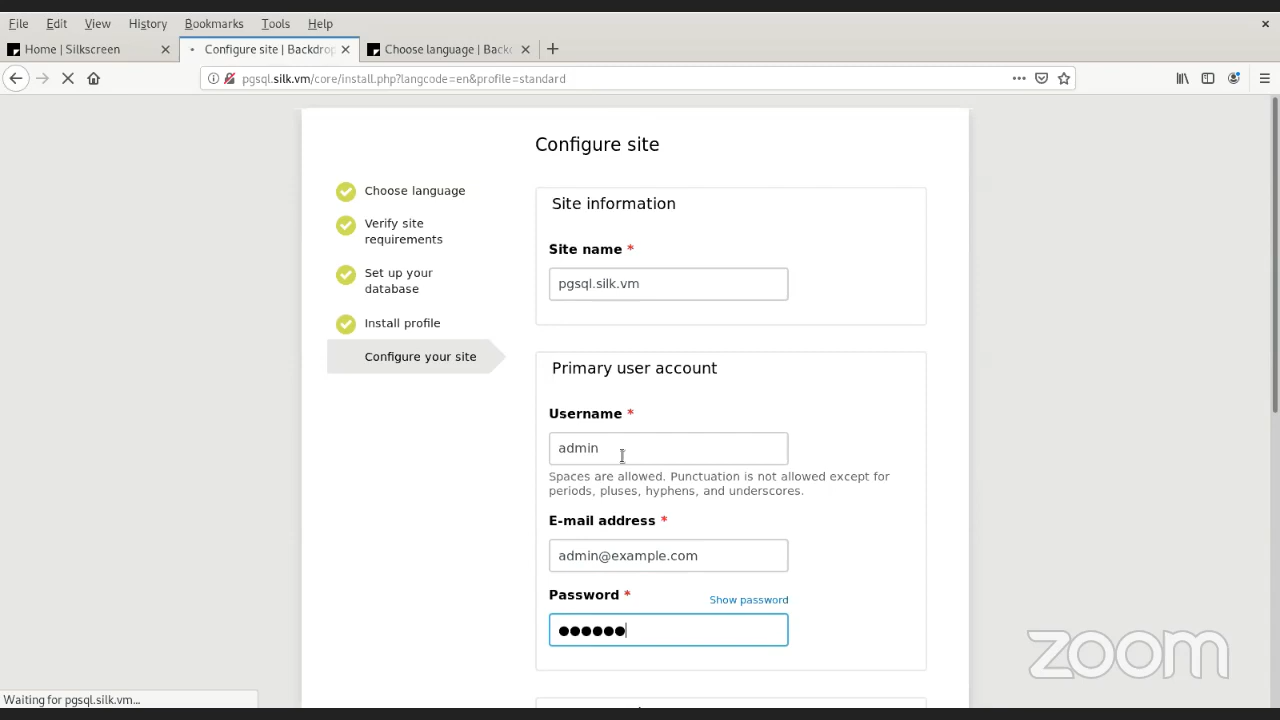 File Edit View History Bookmarks Tools Help
Home | Silkscreen
Configure site | Backdrop
Choose language | Back
pgsql.silk.vm/core/install.php?langcode=en&profile=standard
Configure site
Choose language
Verify site
requirements
Set up your
database
Install profile
Configure your site
Site information
Site name *
pgsql.silk.vm
Primary user account
Username *
admin
Spaces are allowed. Punctuation is not allowed except for
periods, pluses, hyphens, and underscores.
E-mail address *
admin@example.com
Password *
Show password
●●●●●●
zoom
Waiting for pgsql.silk.vm...